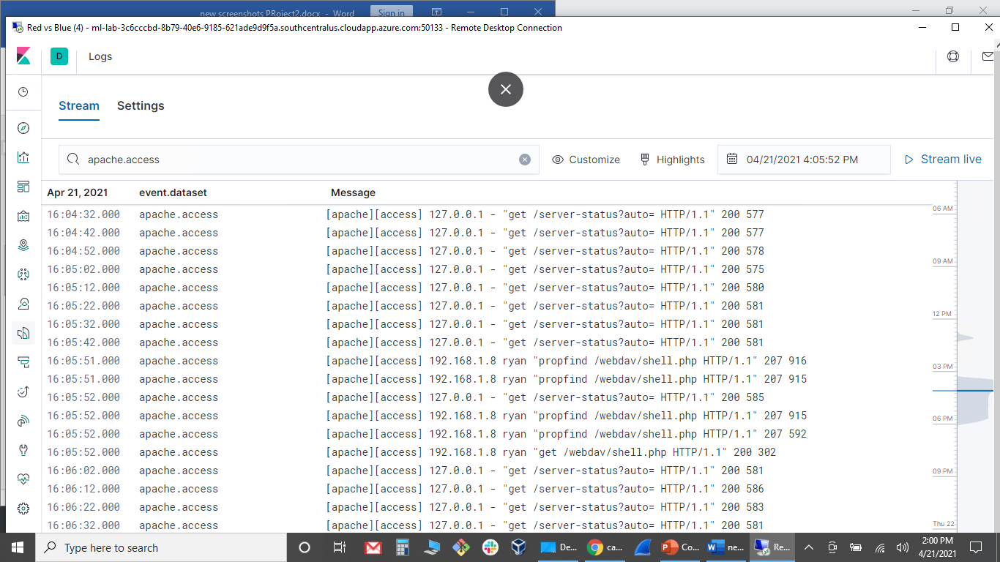 new screenshots PRoject2.docx - Word Sign in
Red vs Blue (4) - ml-lab-3c6cccbd-8b79-40e6-9185-621ade9d9f5a.southcentralus.cloudapp.azure.com:50133 - Remote Desktop Connection
D Logs
Stream Settings
apache.access Customize Highlights 04/21/2021 4:05:52 PM Stream live
Apr 21, 2021 event.dataset Message
16:04:32.000 apache.access [apache][access] 127.0.0.1 - "get /server-status?auto= HTTP/1.1" 200 577
16:04:42.000 apache.access [apache][access] 127.0.0.1 - "get /server-status?auto= HTTP/1.1" 200 577
16:04:52.000 apache.access [apache][access] 127.0.0.1 - "get /server-status?auto= HTTP/1.1" 200 578
16:05:02.000 apache.access [apache][access] 127.0.0.1 - "get /server-status?auto= HTTP/1.1" 200 575
16:05:12.000 apache.access [apache][access] 127.0.0.1 - "get /server-status?auto= HTTP/1.1" 200 580
16:05:22.000 apache.access [apache][access] 127.0.0.1 - "get /server-status?auto= HTTP/1.1" 200 581
16:05:32.000 apache.access [apache][access] 127.0.0.1 - "get /server-status?auto= HTTP/1.1" 200 581
16:05:42.000 apache.access [apache][access] 127.0.0.1 - "get /server-status?auto= HTTP/1.1" 200 581
16:05:51.000 apache.access [apache][access] 192.168.1.8 ryan "propfind /webdav/shell.php HTTP/1.1" 207 916
16:05:51.000 apache.access [apache][access] 192.168.1.8 ryan "propfind /webdav/shell.php HTTP/1.1" 207 915
16:05:52.000 apache.access [apache][access] 127.0.0.1 - "get /server-status?auto= HTTP/1.1" 200 585
16:05:52.000 apache.access [apache][access] 192.168.1.8 ryan "propfind /webdav/shell.php HTTP/1.1" 207 915
16:05:52.000 apache.access [apache][access] 192.168.1.8 ryan "propfind /webdav/shell.php HTTP/1.1" 207 592
16:05:52.000 apache.access [apache][access] 192.168.1.8 ryan "get /webdav/shell.php HTTP/1.1" 200 302
16:06:02.000 apache.access [apache][access] 127.0.0.1 - "get /server-status?auto= HTTP/1.1" 200 581
16:06:12.000 apache.access [apache][access] 127.0.0.1 - "get /server-status?auto= HTTP/1.1" 200 586
16:06:22.000 apache.access [apache][access] 127.0.0.1 - "get /server-status?auto= HTTP/1.1" 200 583
16:06:32.000 apache.access [apache][access] 127.0.0.1 - "get /server-status?auto= HTTP/1.1" 200 581
06 AM
09 AM
12 PM
03 PM
06 PM
09 PM
Thu 22
Type here to search De... ca... Co... ne... Re... 2:00 PM
4/21/2021